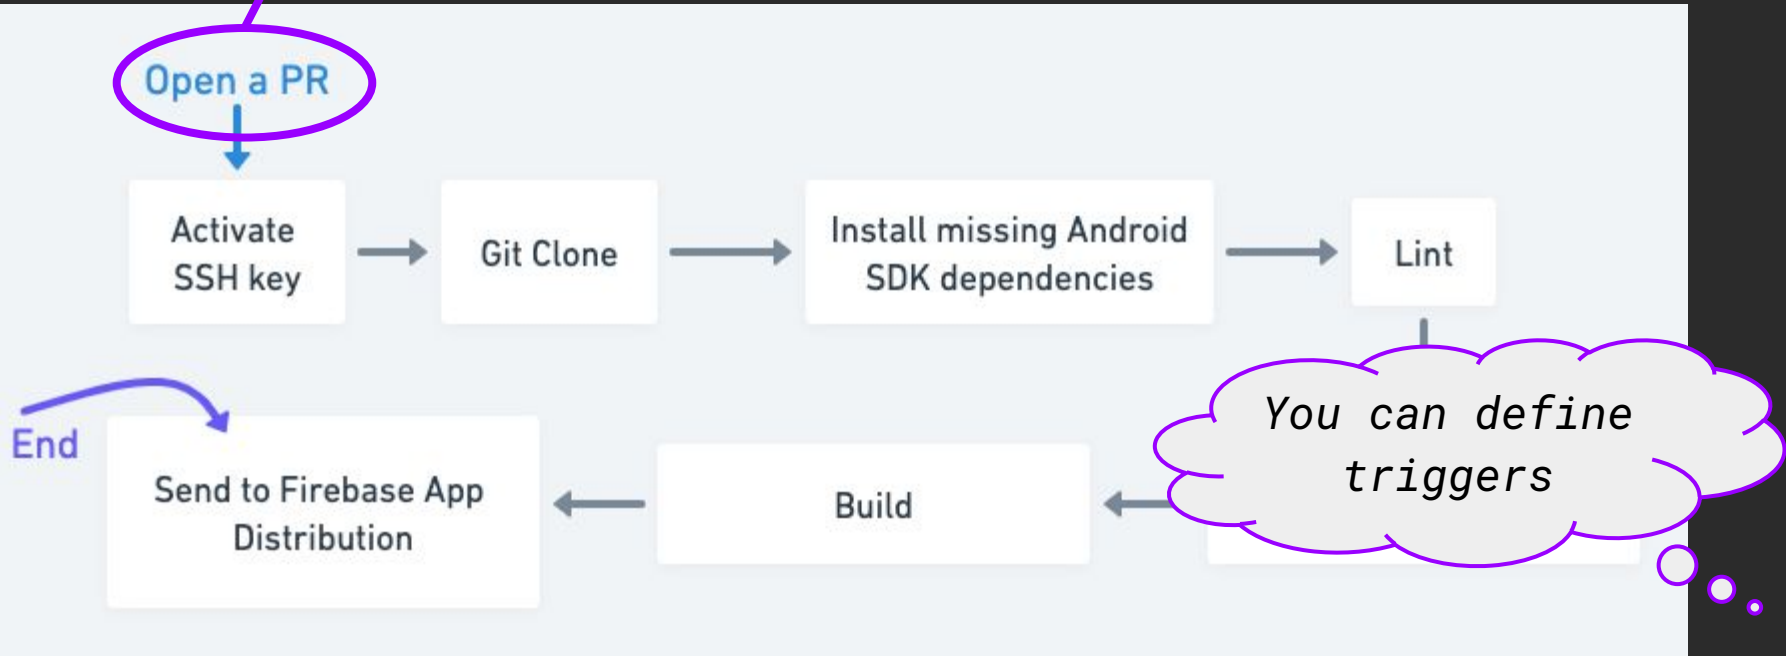 Open a PR
Activate
SSH key
Git Clone
Install missing Android
SDK dependencies
Lint
You can define
triggers
End
Send to Firebase App
Distribution
Build